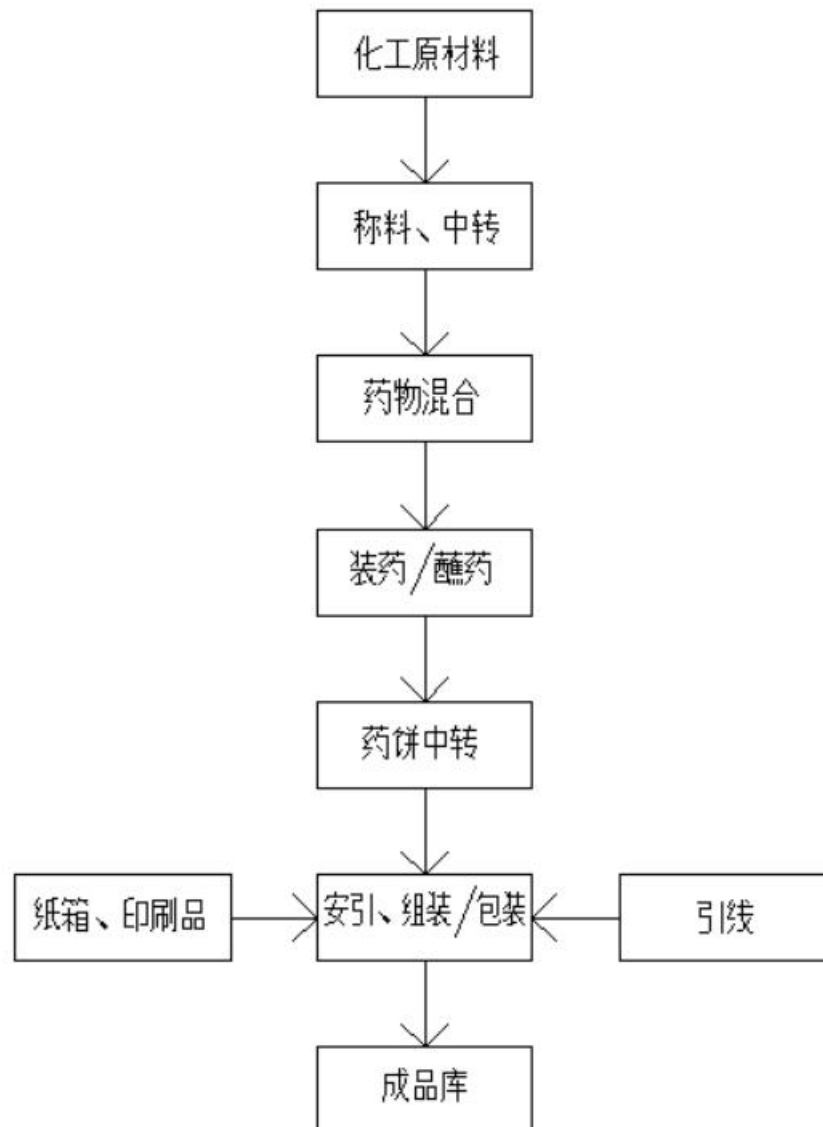 化工原材料
称料、中转
药物混合
装药/蘸药
药饼中转
纸箱、印刷品
安引、组装/包装
引线
成品库